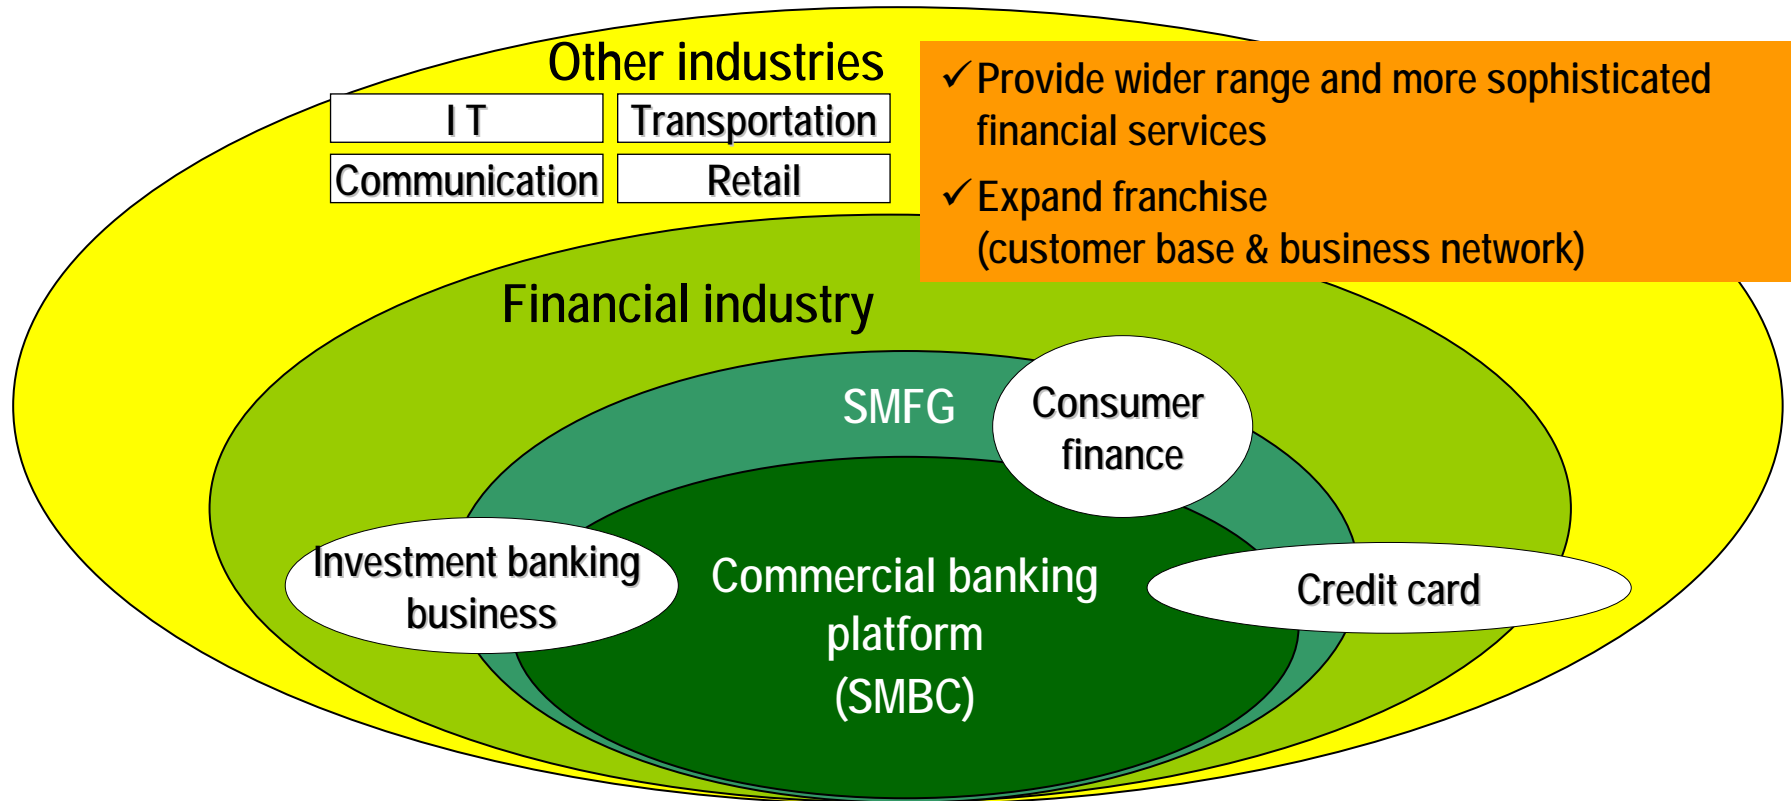 Other industries
I T
Transportation
Communication
Retail
✓ Provide wider range and more sophisticated
financial services
✓ Expand franchise
(customer base & business network)
Financial industry
SMFG
Consumer
finance
Investment banking
business
Commercial banking
platform
(SMBC)
Credit card